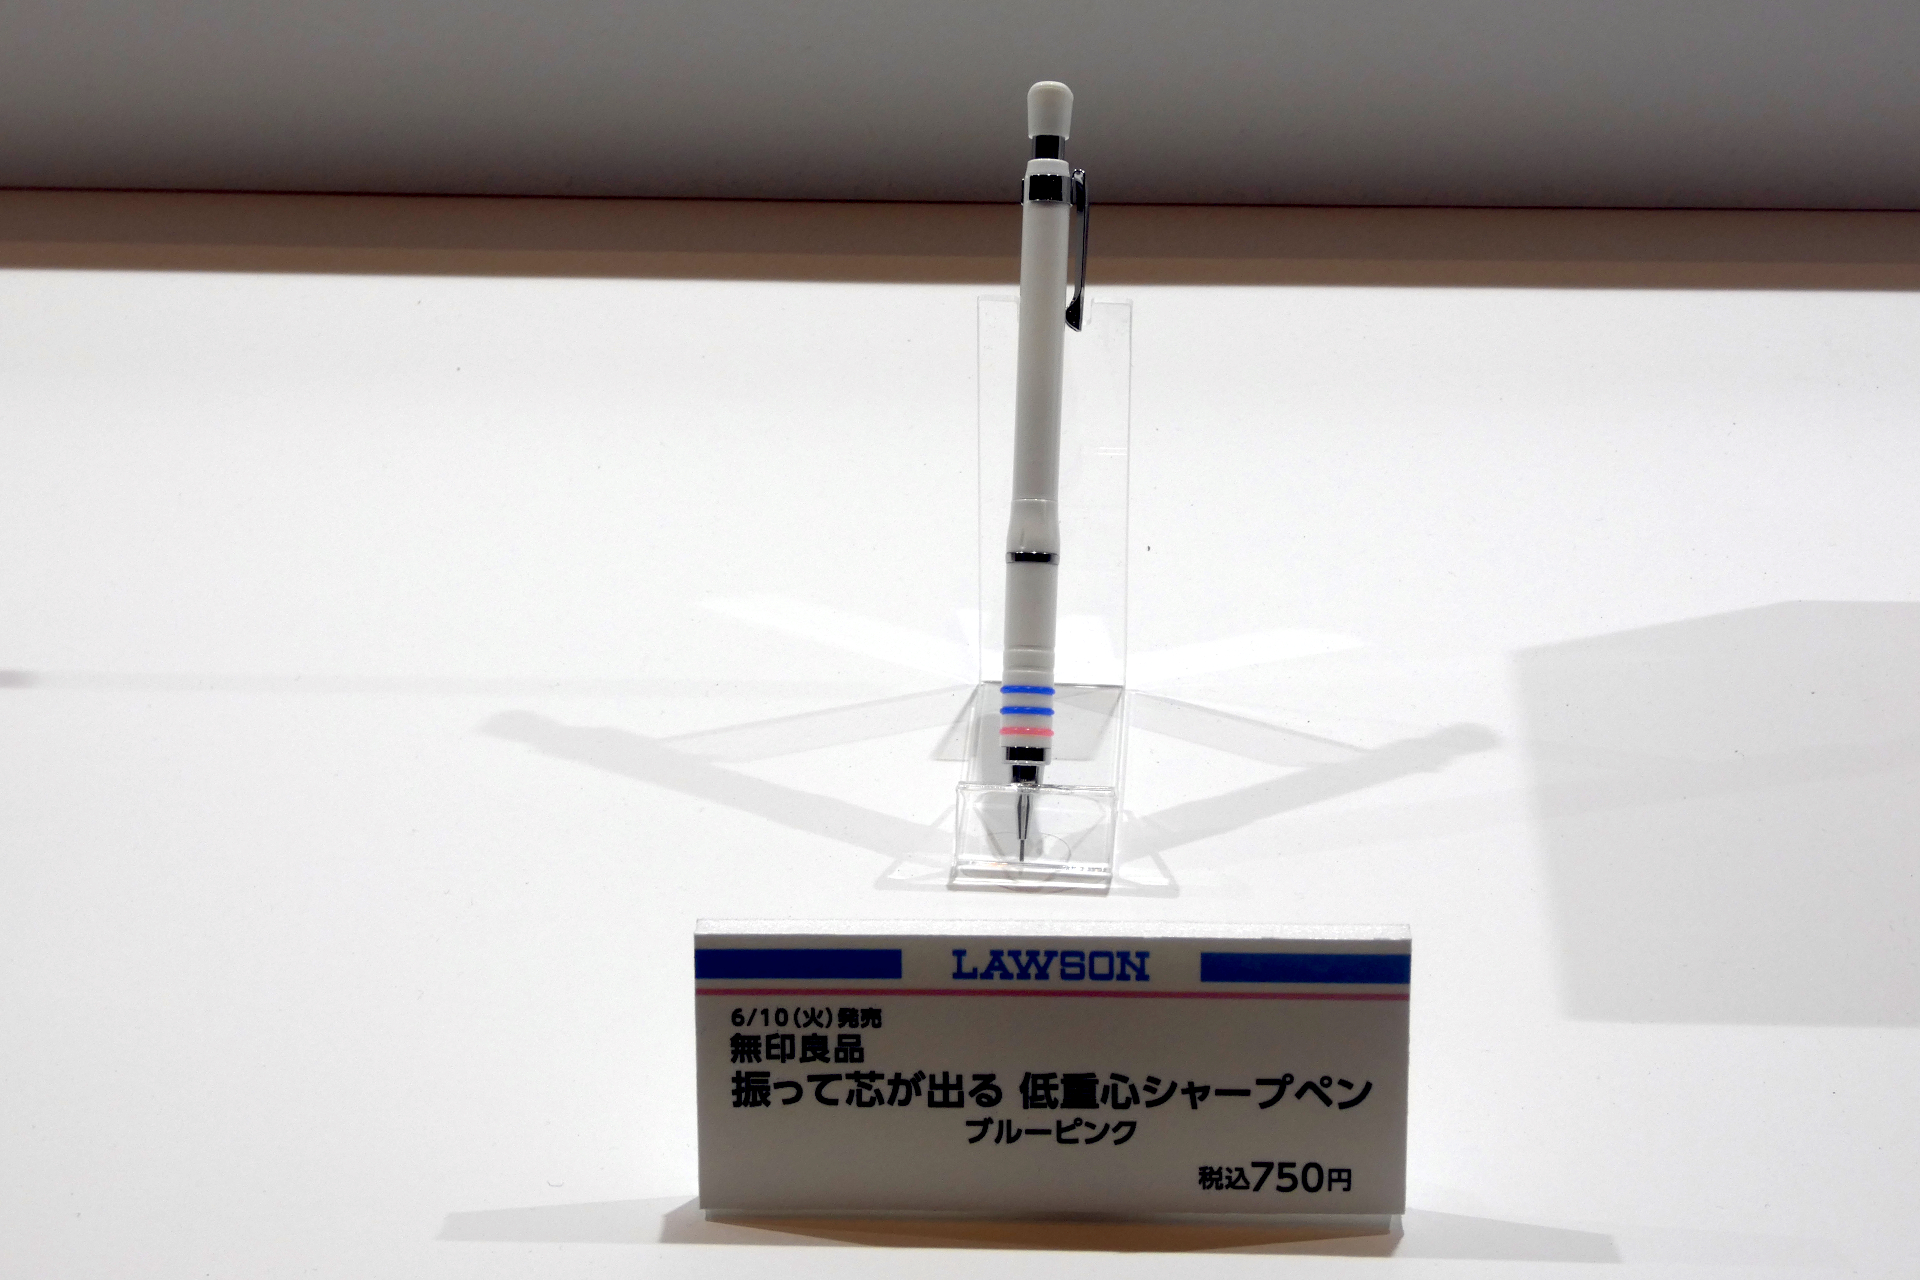 LAWSON
6/10(火)発売
無印良品
振って芯が出る 低重心シャープペン
ブルーピンク
税込750円